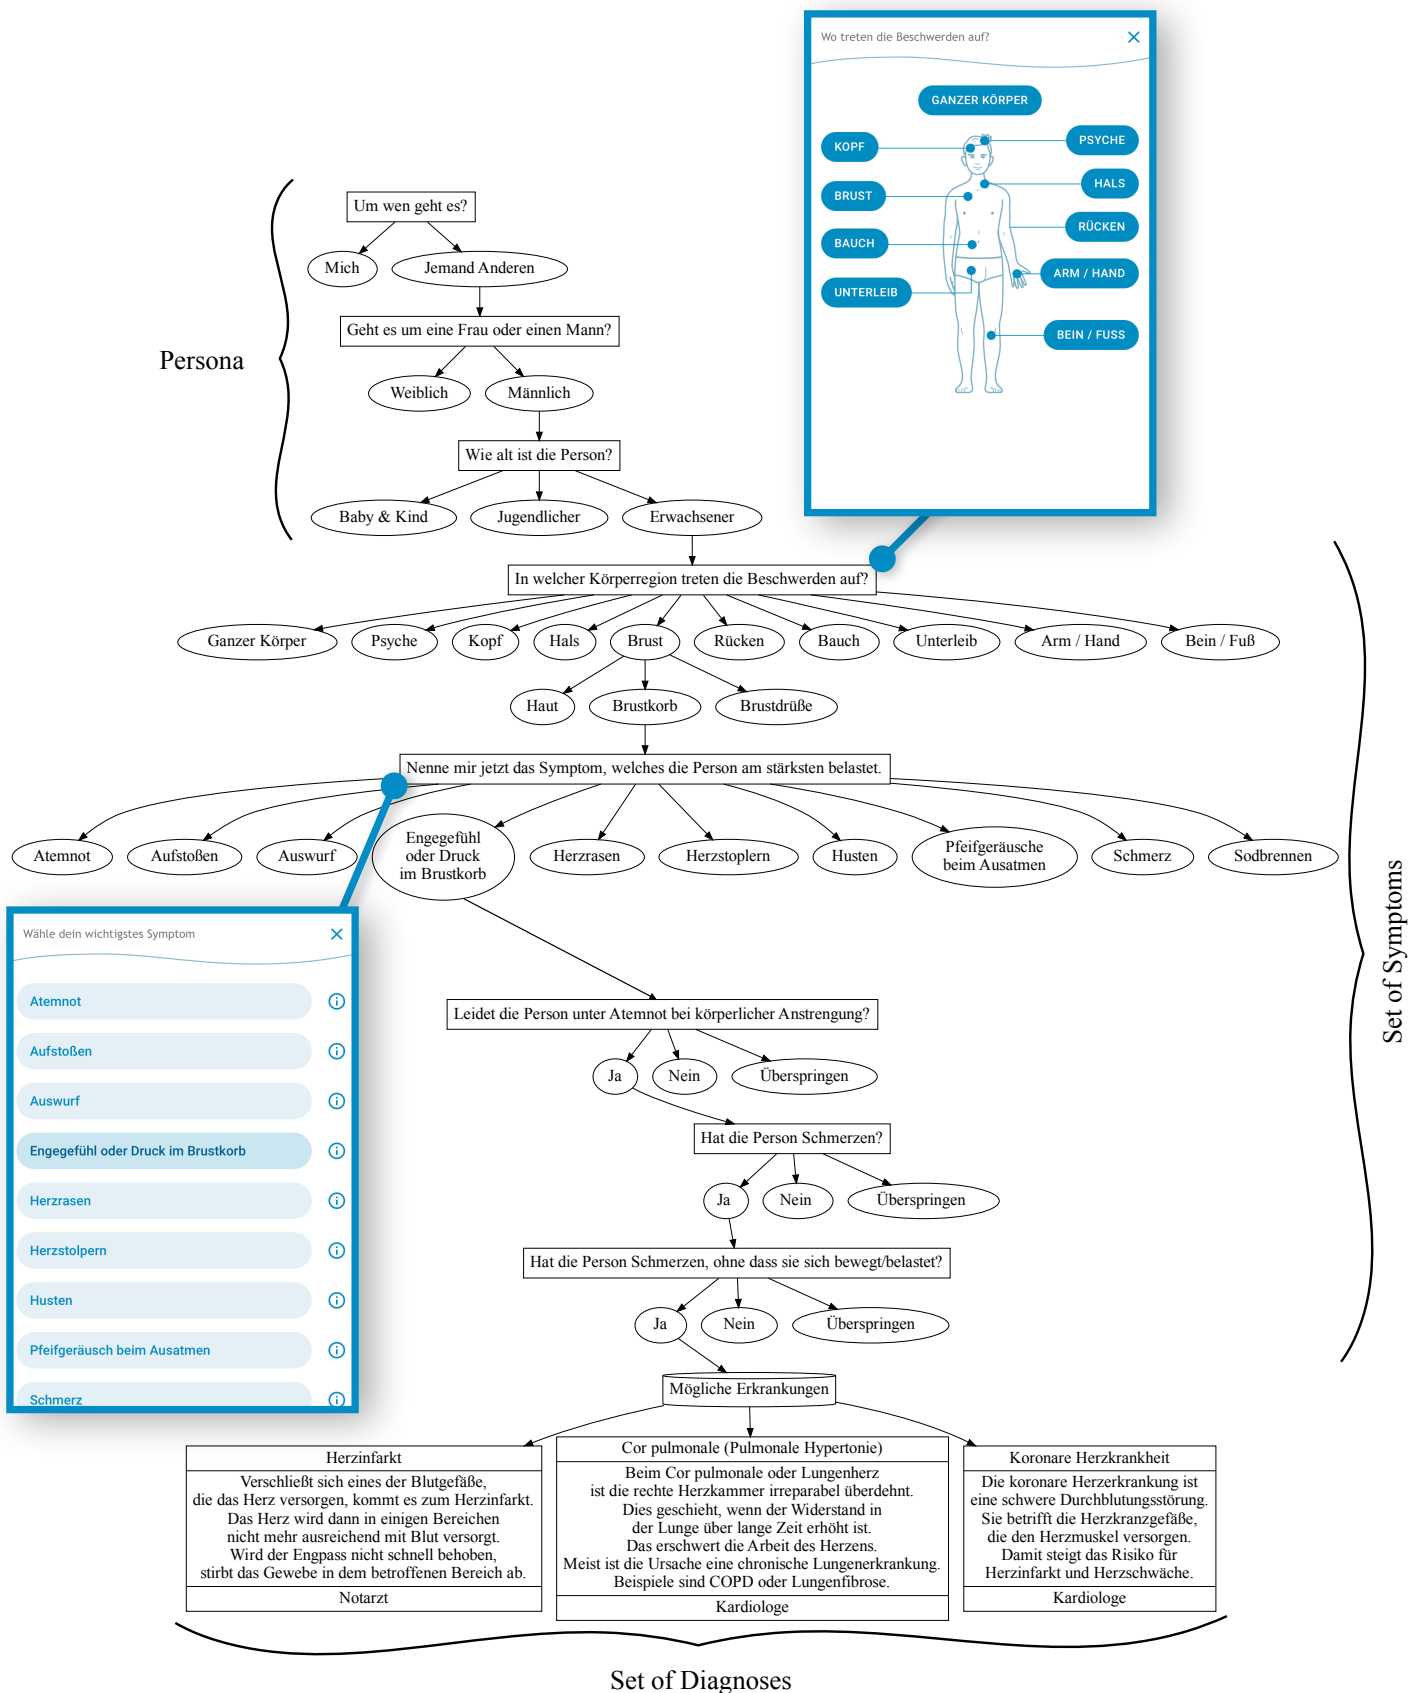 Wo treten die Beschwerden auf?
GANZER KÖRPER
KOPF
PSYCHE
HALS
BRUST
RÜCKEN
BAUCH
ARM / HAND
UNTERLEIB
BEIN / FUSS
Persona
Um wen geht es?
Mich
Jemand Anderen
Geht es um eine Frau oder einen Mann?
Weiblich
Männlich
Wie alt ist die Person?
Baby & Kind
Jugendlicher
Erwachsener
In welcher Körperregion treten die Beschwerden auf?
Ganzer Körper
Psyche
Kopf
Hals
Brust
Rücken
Bauch
Unterleib
Arm / Hand
Bein / Fuß
Haut
Brustkorb
Brustdrüße
Nenne mir jetzt das Symptom, welches die Person am stärksten belastet.
Atemnot
Aufstoßen
Auswurf
Engegefühl
oder Druck
im Brustkorb
Herzrasen
Herzstoplern
Husten
Pfeifgeräusche
beim Ausatmen
Schmerz
Sodbrennen
Set of Symptoms
Wähle dein wichtigstes Symptom
Atemnot
Aufstoßen
Auswurf
Engegefühl oder Druck im Brustkorb
Herzrasen
Herzstolpern
Husten
Pfeifgeräusch beim Ausatmen
Schmerz
Leidet die Person unter Atemnot bei körperlicher Anstrengung?
Ja
Nein
Überspringen
Hat die Person Schmerzen?
Ja
Nein
Überspringen
Hat die Person Schmerzen, ohne dass sie sich bewegt/belastet?
Ja
Nein
Überspringen
Mögliche Erkrankungen
Herzinfarkt
Verschließt sich eines der Blutgefäße,
die das Herz versorgen, kommt es zum Herzinfarkt.
Das Herz wird dann in einigen Bereichen
nicht mehr ausreichend mit Blut versorgt.
Wird der Engpass nicht schnell behoben,
stirbt das Gewebe in dem betroffenen Bereich ab.
Notarzt
Cor pulmonale (Pulmonale Hypertonie)
Beim Cor pulmonale oder Lungenherz
ist die rechte Herzkammer irreparabel überdehnt.
Dies geschieht, wenn der Widerstand in
der Lunge über lange Zeit erhöht ist.
Das erschwert die Arbeit des Herzens.
Meist ist die Ursache eine chronische Lungenerkrankung.
Beispiele sind COPD oder Lungenfibrose.
Kardiologe
Koronare Herzkrankheit
Die koronare Herzerkrankung ist
eine schwere Durchblutungsstörung.
Sie betrifft die Herzkranzgefäße,
die den Herzmuskel versorgen.
Damit steigt das Risiko für
Herzinfarkt und Herzschwäche.
Kardiologe
Set of Diagnoses